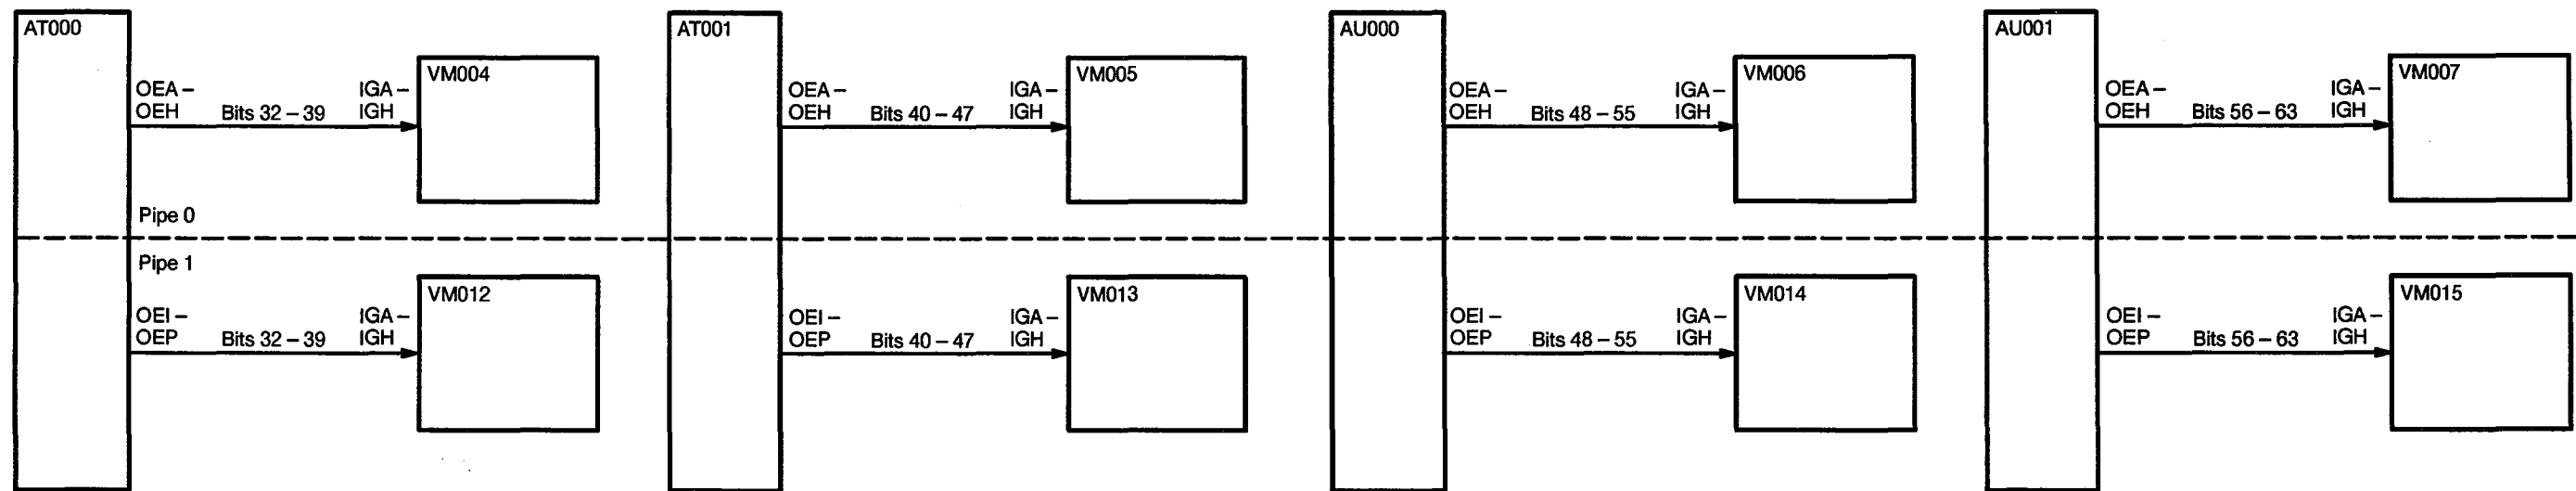 AT000
VM004
OEA – IGA –
OEH Bits 32 – 39 IGH
Pipe 0
Pipe 1
VM012
OEI – IGA –
OEP Bits 32 – 39 IGH
AT001
VM005
OEA – IGA –
OEH Bits 40 – 47 IGH
VM013
OEI – IGA –
OEP Bits 40 – 47 IGH
AU000
VM006
OEA – IGA –
OEH Bits 48 – 55 IGH
VM014
OEI – IGA –
OEP Bits 48 – 55 IGH
AU001
VM007
OEA – IGA –
OEH Bits 56 – 63 IGH
VM015
OEI – IGA –
OEP Bits 56 – 63 IGH